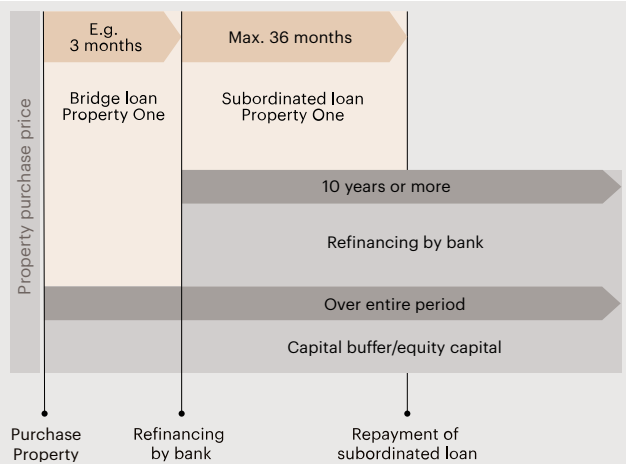 Property purchase price
E.g.
3 months
Max. 36 months
Bridge loan
Property One
Subordinated loan
Property One
10 years or more
Refinancing by bank
Over entire period
Capital buffer/equity capital
Purchase
Property
Refinancing
by bank
Repayment of
subordinated loan